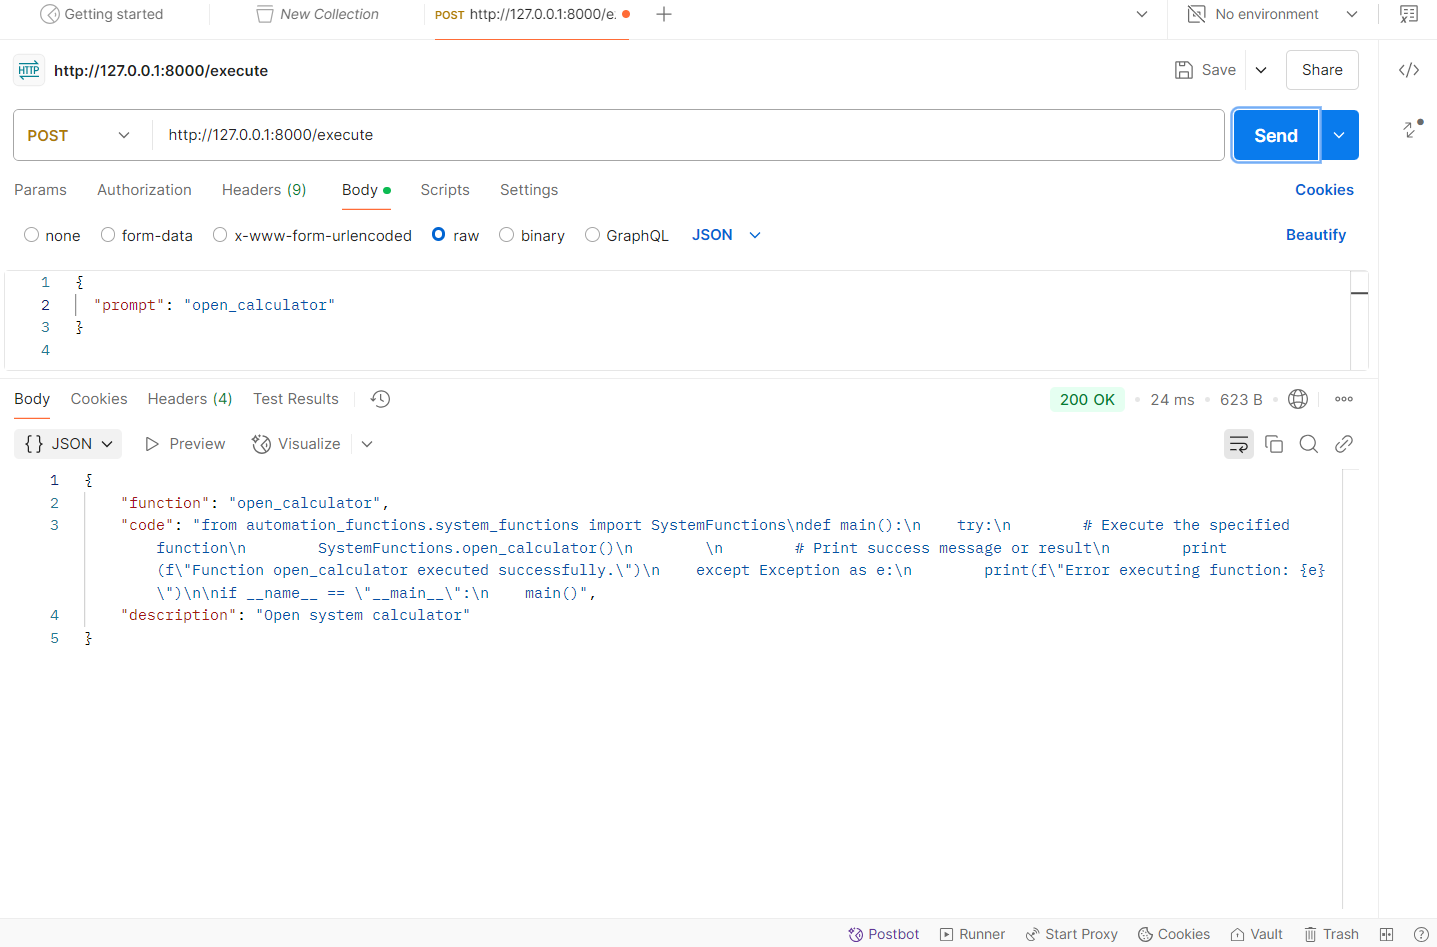 Getting started New Collection POST http://127.0.0.1:8000/e. No environment
HTTP http://127.0.0.1:8000/execute Save Share
POST http://127.0.0.1:8000/execute Send
Params Authorization Headers (9) Body Scripts Settings Cookies
none form-data x-www-form-urlencoded raw binary GraphQL JSON Beautify
1 {
2 "prompt": "open_calculator"
3 }
4
Body Cookies Headers (4) Test Results 200 OK 24 ms 623 B
{} JSON Preview Visualize
1 {
2 "function": "open_calculator",
3 "code": "from automation_functions.system_functions import SystemFunctions\ndef main():\n    try:\n        # Execute the specified
function\n        SystemFunctions.open_calculator()\n        \n        # Print success message or result\n        print
(f\"Function open_calculator executed successfully.\")\n    except Exception as e:\n        print(f\"Error executing function: {e}
\")\n\nif __name__ == \"__main__\":\n    main()",
4 "description": "Open system calculator"
5 }
Postbot Runner Start Proxy Cookies Vault Trash